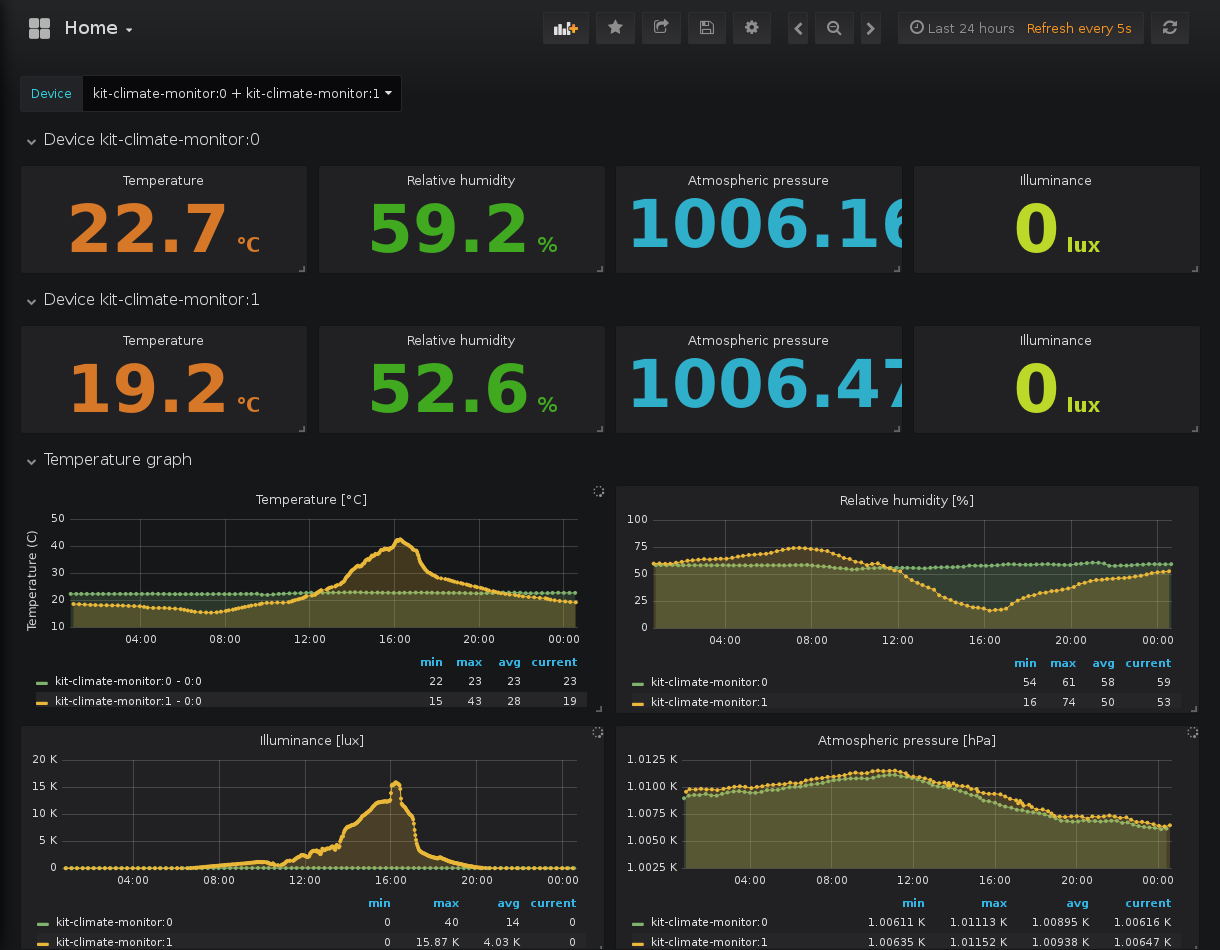 Home
Last 24 hours Refresh every 5s
Device kit-climate-monitor:0 + kit-climate-monitor:1
Device kit-climate-monitor:0
Temperature Relative humidity Atmospheric pressure Illuminance
22.7 °C 59.2 % 1006.16 0 lux
Device kit-climate-monitor:1
Temperature Relative humidity Atmospheric pressure Illuminance
19.2 °C 52.6 % 1006.47 0 lux
Temperature graph
Temperature [°C]
Temperature (C)
50
40
30
20
10
04:00 08:00 12:00 16:00 20:00 00:00
min max avg current
kit-climate-monitor:0 - 0:0 22 23 23 23
kit-climate-monitor:1 - 0:0 15 43 28 19
Relative humidity [%]
100
75
50
25
0
04:00 08:00 12:00 16:00 20:00 00:00
min max avg current
kit-climate-monitor:0 54 61 58 59
kit-climate-monitor:1 16 74 50 53
Illuminance [lux]
20 K
15 K
10 K
5 K
0
04:00 08:00 12:00 16:00 20:00 00:00
min max avg current
kit-climate-monitor:0 0 40 14 0
kit-climate-monitor:1 0 15.87 K 4.03 K 0
Atmospheric pressure [hPa]
1.0125 K
1.0100 K
1.0075 K
1.0050 K
1.0025 K
04:00 08:00 12:00 16:00 20:00 00:00
min max avg current
kit-climate-monitor:0 1.00611 K 1.01113 K 1.00895 K 1.00616 K
kit-climate-monitor:1 1.00635 K 1.01152 K 1.00938 K 1.00647 K